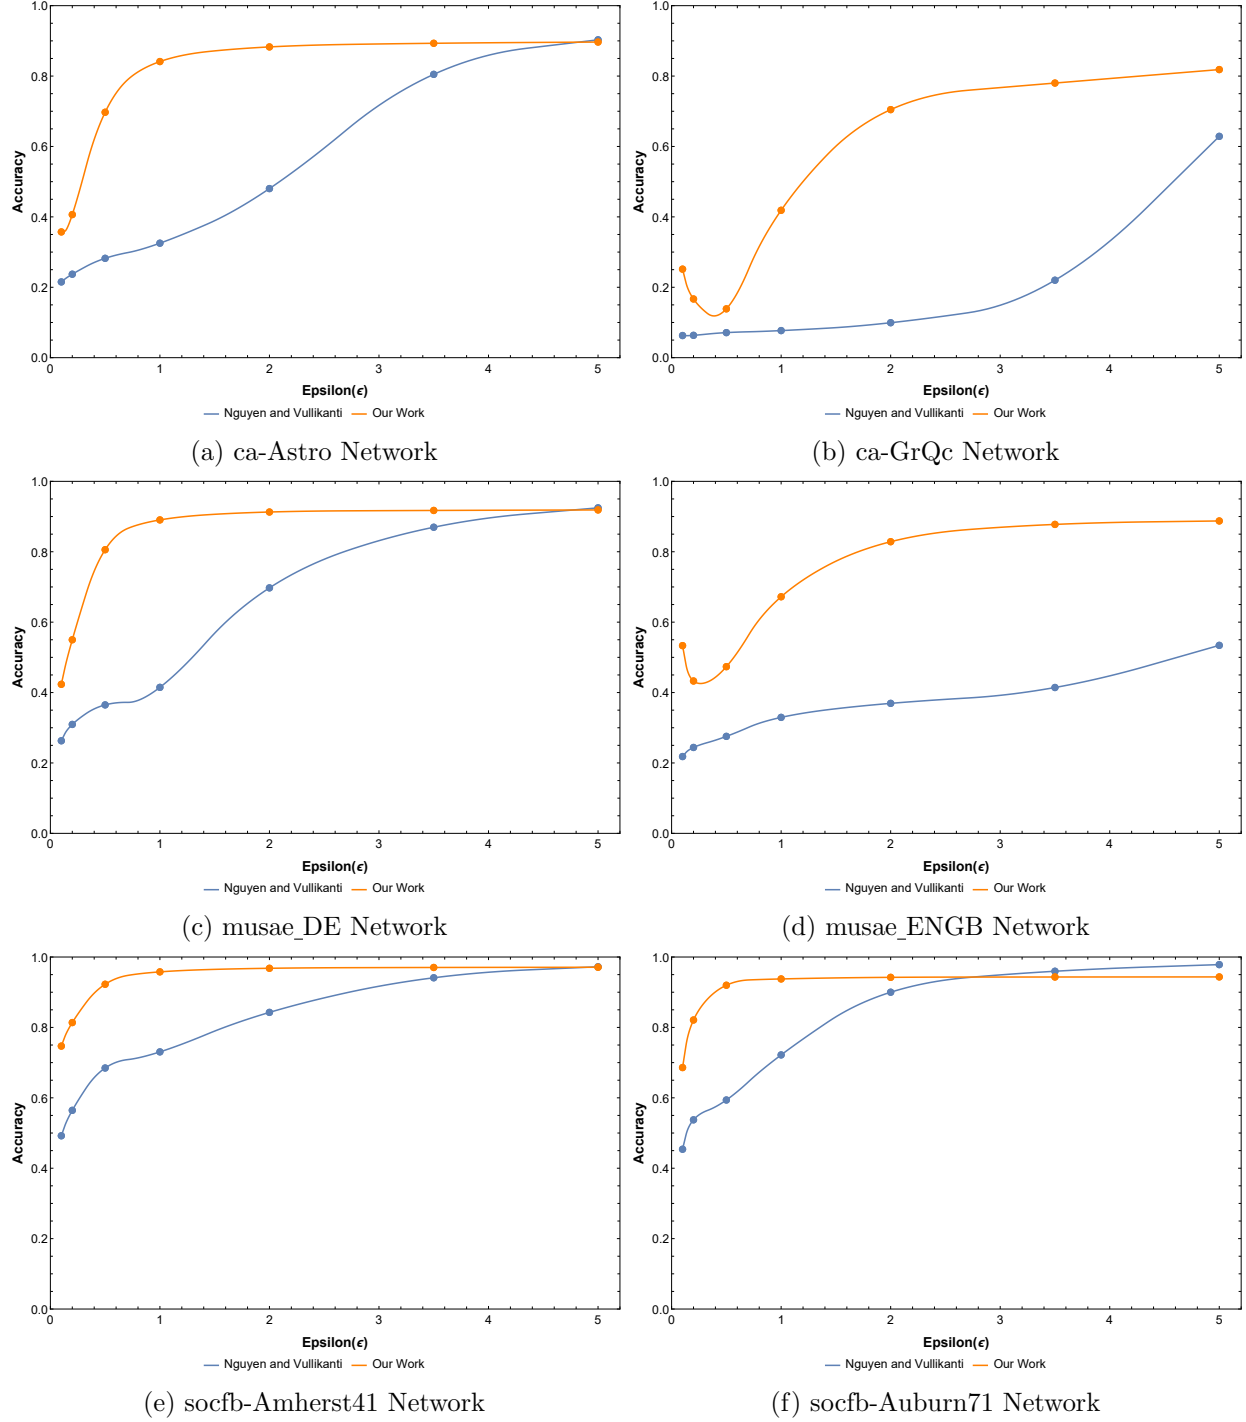 1.0
0.8
0.6
0.4
0.2
0.0
Accuracy
0 1 2 3 4 5
Epsilon(ϵ)
Nguyen and Vullikanti Our Work
(a) ca-Astro Network
1.0
0.8
0.6
0.4
0.2
0.0
Accuracy
0 1 2 3 4 5
Epsilon(ϵ)
Nguyen and Vullikanti Our Work
(b) ca-GrQc Network
1.0
0.8
0.6
0.4
0.2
0.0
Accuracy
0 1 2 3 4 5
Epsilon(ϵ)
Nguyen and Vullikanti Our Work
(c) musae_DE Network
1.0
0.8
0.6
0.4
0.2
0.0
Accuracy
0 1 2 3 4 5
Epsilon(ϵ)
Nguyen and Vullikanti Our Work
(d) musae_ENGB Network
1.0
0.8
0.6
0.4
0.2
0.0
Accuracy
0 1 2 3 4 5
Epsilon(ϵ)
Nguyen and Vullikanti Our Work
(e) socfb-Amherst41 Network
1.0
0.8
0.6
0.4
0.2
0.0
Accuracy
0 1 2 3 4 5
Epsilon(ϵ)
Nguyen and Vullikanti Our Work
(f) socfb-Auburn71 Network